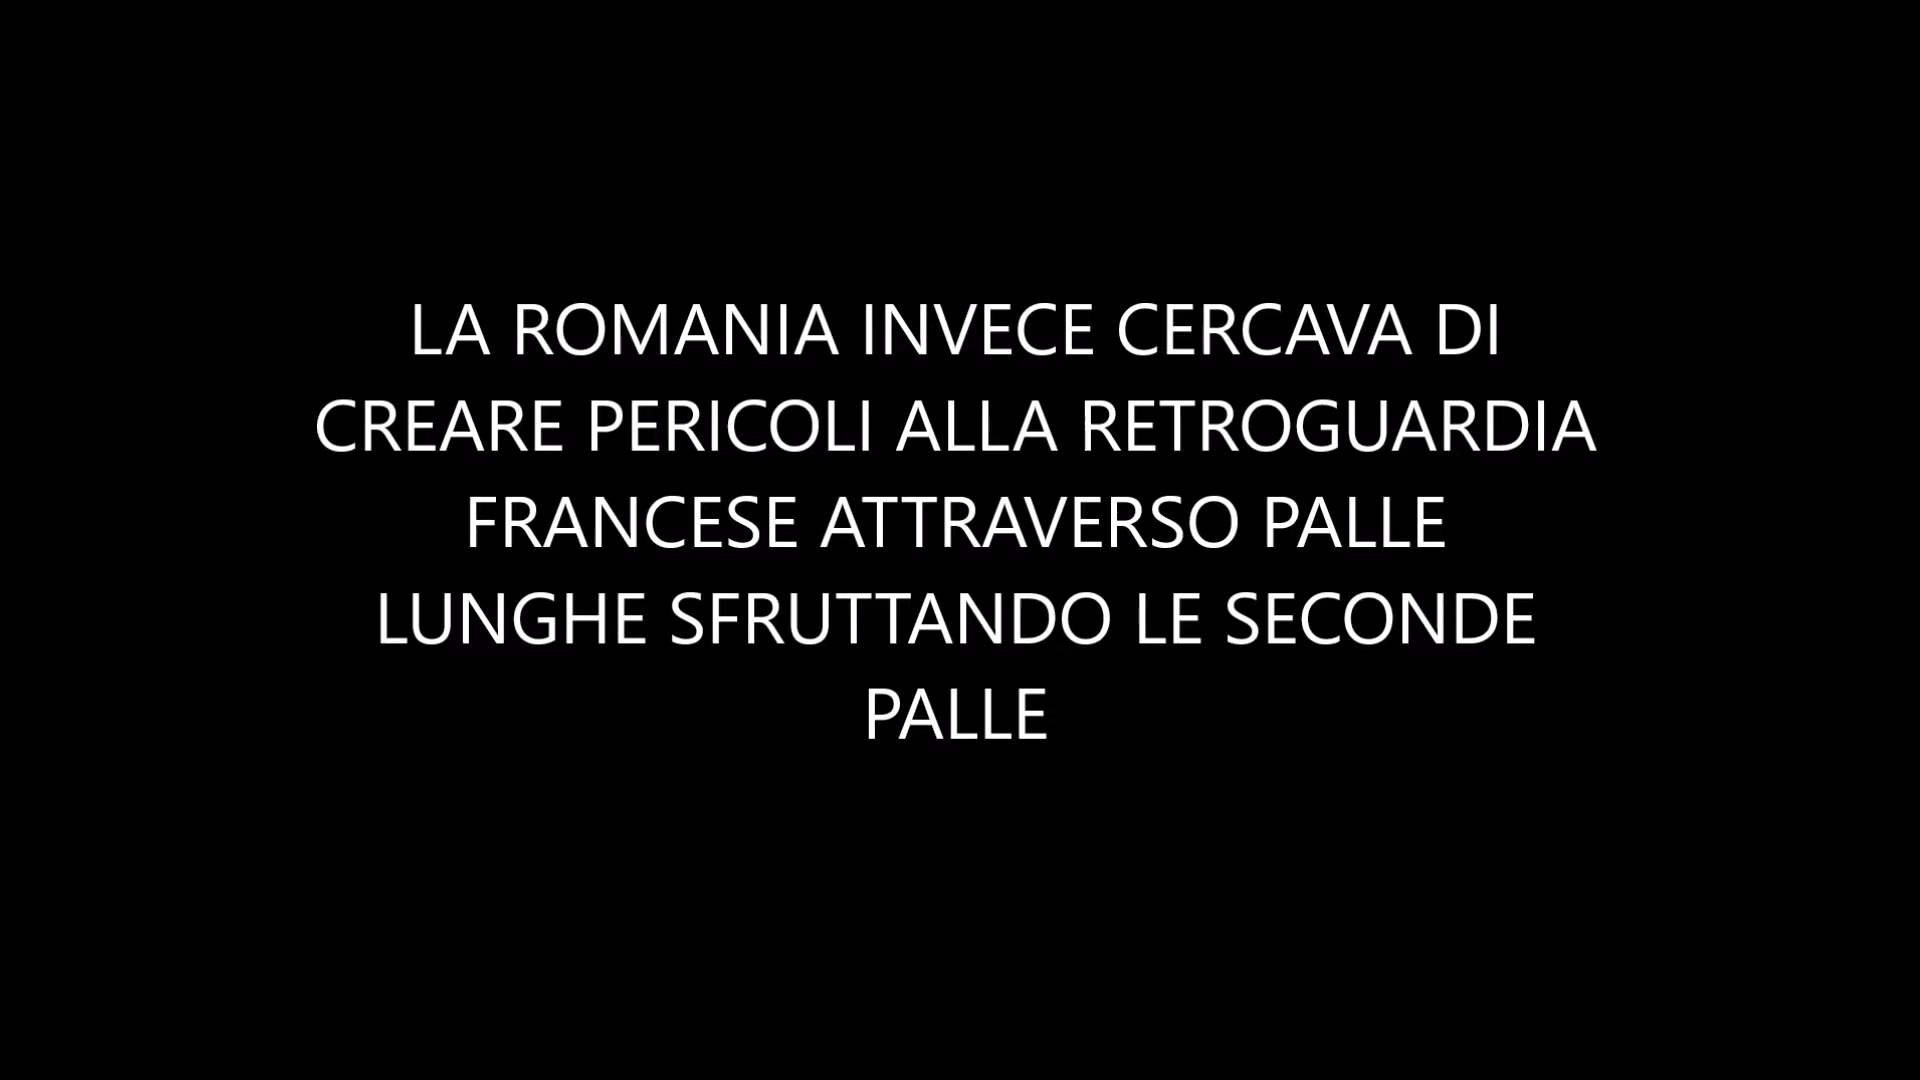 LA ROMANIA INVECE CERCAVA DI
CREARE PERICOLI ALLA RETROGUARDIA
FRANCESE ATTRAVERSO PALLE
LUNGHE SFRUTTANDO LE SECONDE
PALLE